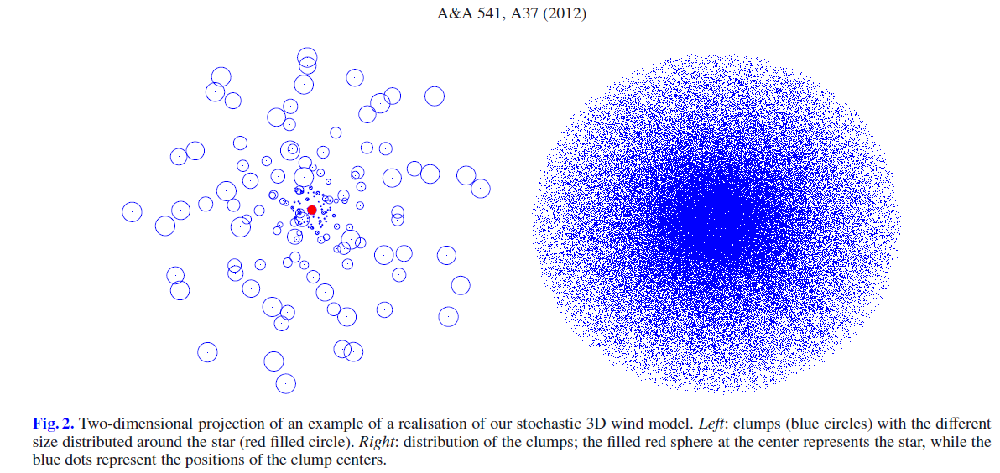 A&A 541, A37 (2012)
Fig. 2. Two-dimensional projection of an example of a realisation of our stochastic 3D wind model. Left: clumps (blue circles) with the different
size distributed around the star (red filled circle). Right: distribution of the clumps; the filled red sphere at the center represents the star, while the
blue dots represent the positions of the clump centers.